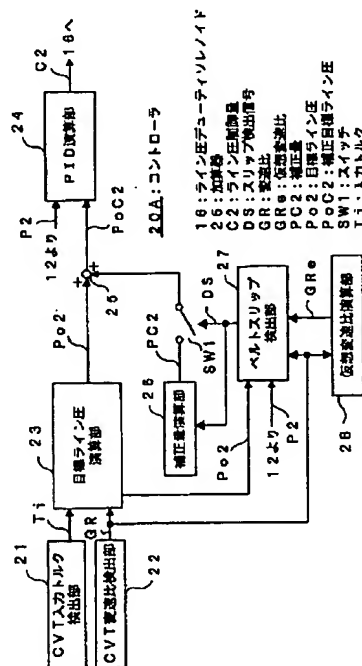 21
CVT入力トルク
検出部
Ti
23
目標ライン圧
演算部
CVT変速比検出部
22
GR
Po2
25
+
+
P2
12より
24
PID演算部
C2
16へ
PoC2
20A:コントローラ
26
補正量演算部
PC2
SW1
DS
Po2
12より
P2
27
ベルトスリップ
検出部
GRe
28
仮想変速比演算部
16:ライン圧デューティソレノイド
25:加算器
C2:ライン圧制御量
DS:スリップ検出信号
GR:変速比
GRe:仮想変速比
PC2:補正量
Po2:目標ライン圧
PoC2:補正目標ライン圧
SW1:スイッチ
Ti:入力トルク